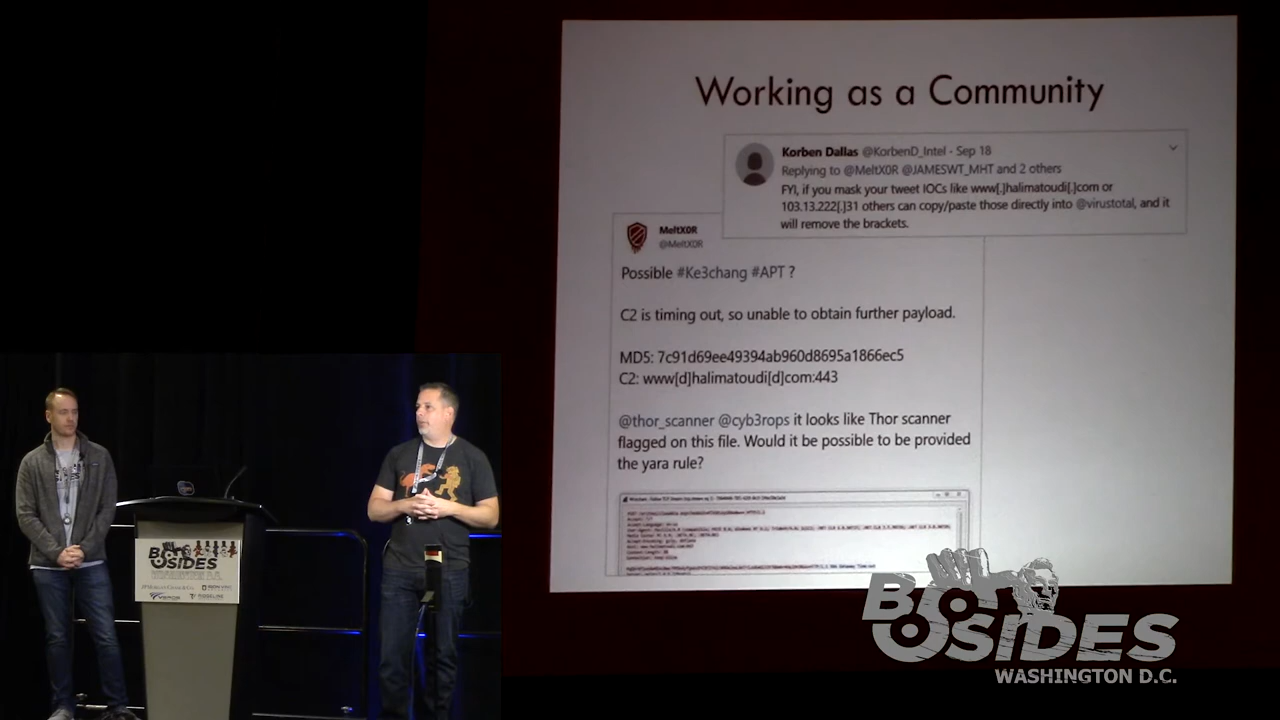 Working as a Community
Korben Dallas @KorbenD_Intel - Sep 18
Replying to @MeltX0R @JAMESWT_MHT and 2 others
FYI, if you mask your tweet IOCs like www[.]halimatoudi[.]com or
103.13.222[.]31 others can copy/paste those directly into @virustotal, and it
will remove the brackets.
MeltX0R
@MeltX0R
Possible #Ke3chang #APT ?
C2 is timing out, so unable to obtain further payload.
MD5: 7c91d69ee49394ab960d8695a1866ec5
C2: www[d]halimatoudi[d]com:443
@thor_scanner @cyb3rops it looks like Thor scanner
flagged on this file. Would it be possible to be provided
the yara rule?
BSIDES
BSIDES
WASHINGTON D.C.